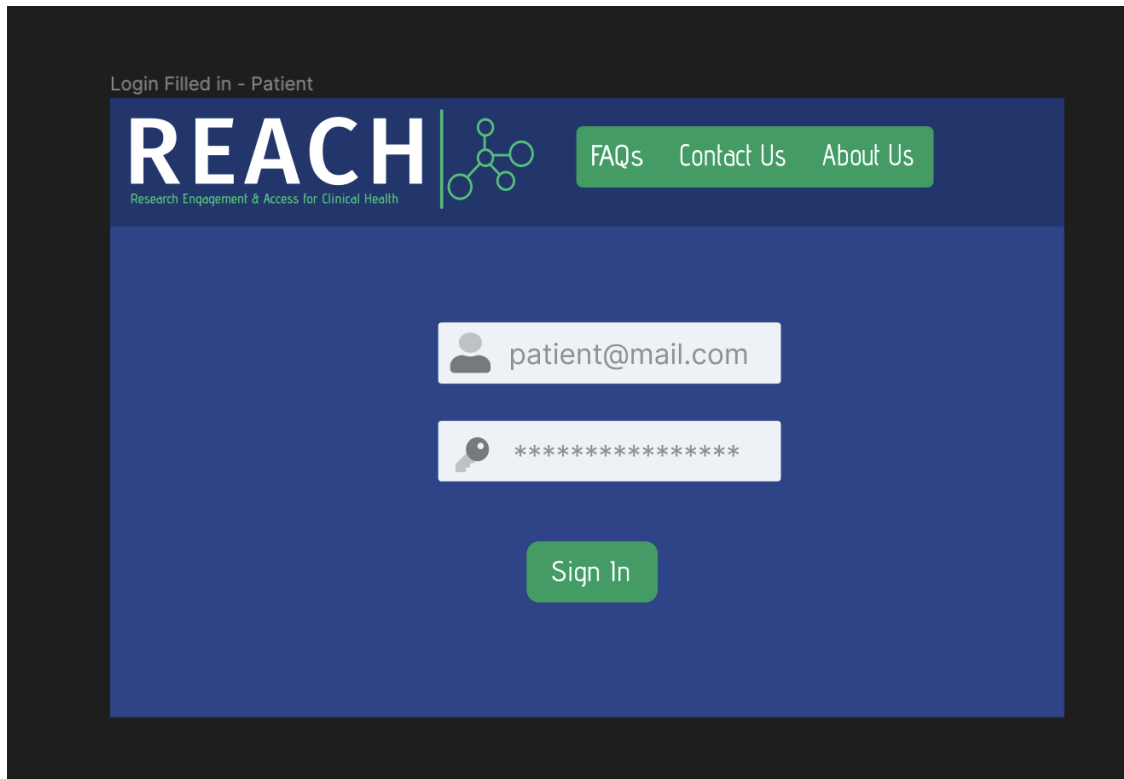 Login Filled in - Patient
REACH
Research Engagement & Access for Clinical Health
FAQs Contact Us About Us
patient@mail.com
****************
Sign In